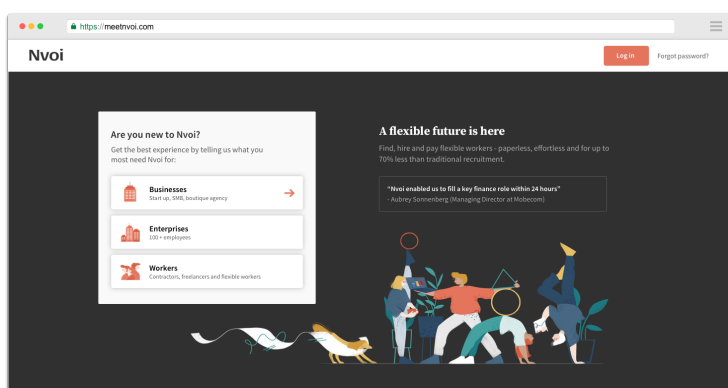 https://meetnvoi.com
Nvoi
Log in
Forgot password?
Are you new to Nvoi?
Get the best experience by telling us what you
most need Nvoi for:
Businesses
Start up, SMB, boutique agency
Enterprises
100 + employees
Workers
Contractors, freelancers and flexible workers
A flexible future is here
Find, hire and pay flexible workers - paperless, effortless and for up to
70% less than traditional recruitment.
"Nvoi enabled us to fill a key finance role within 24 hours"
- Aubrey Sonnenberg (Managing Director at Mobecom)